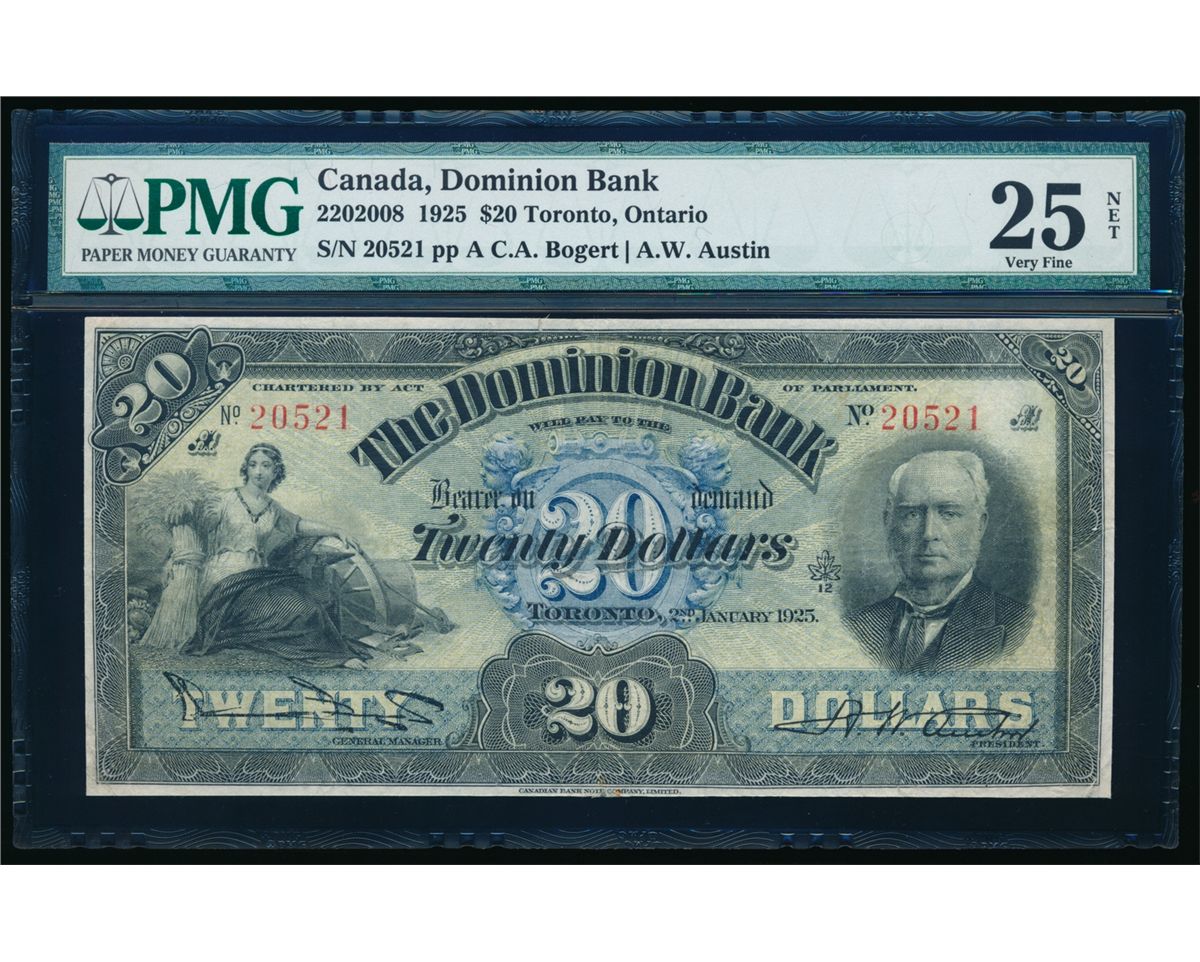 PMG
PAPER MONEY GUARANTY
Canada, Dominion Bank
2202008 1925 $20 Toronto, Ontario
S/N 20521 pp A C.A. Bogert | A.W. Austin
25
NET
Very Fine
20
20
CHARTERED BY ACT OF PARLIAMENT.
The Dominion Bank
No. 20521
No. 20521
A
A
WILL PAY TO THE
Bearer on demand
20
Twenty Dollars
12
TORONTO, 2ND JANUARY 1925.
TWENTY
20
DOLLARS
A. W. Austin
GENERAL MANAGER
PRESIDENT.
CANADIAN BANK NOTE COMPANY, LIMITED.